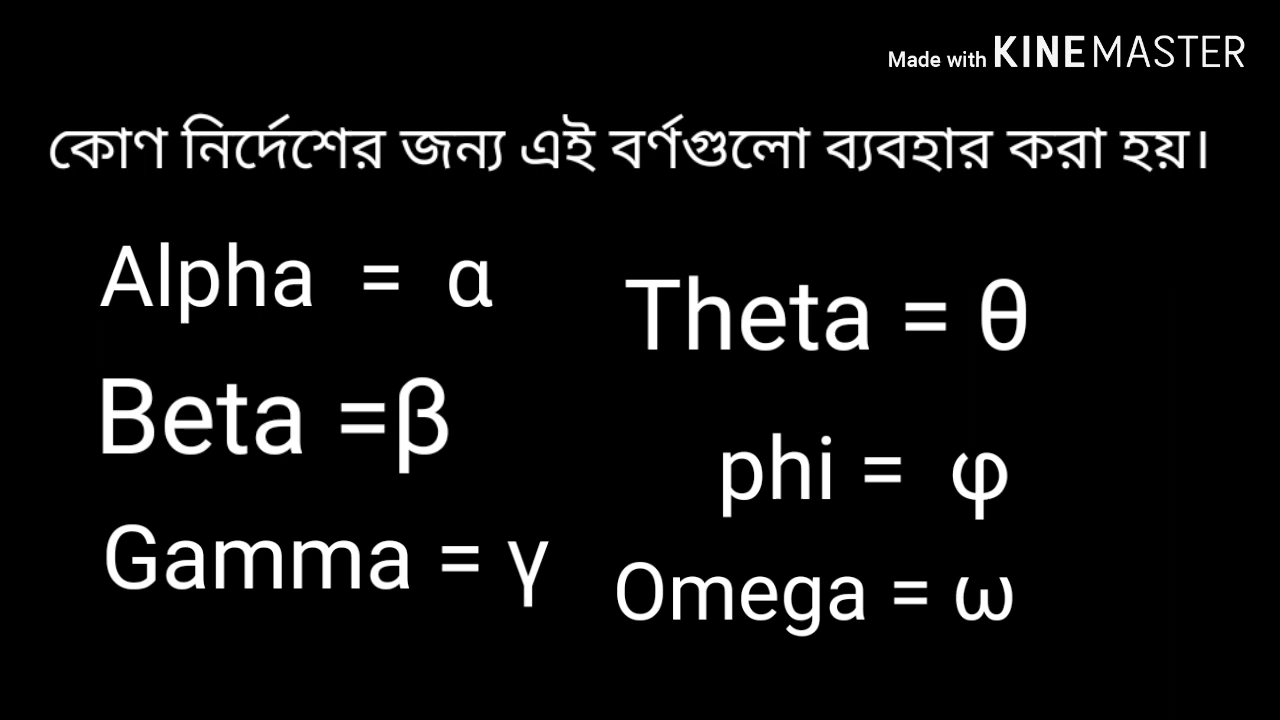 Made with KINEMASTER
কোণ নির্দেশের জন্য এই বর্ণগুলো ব্যবহার করা হয়।
Alpha = α
Beta =β
Gamma = γ
Theta = θ
phi = φ
Omega = ω